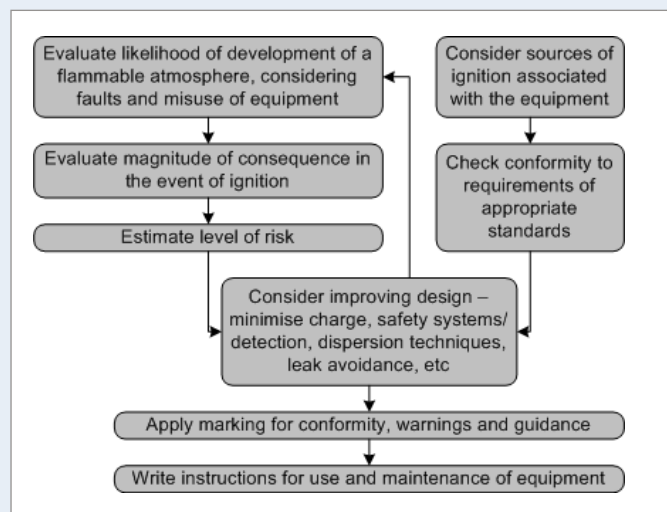 Evaluate likelihood of development of a
flammable atmosphere, considering
faults and misuse of equipment
Evaluate magnitude of consequence in
the event of ignition
Estimate level of risk
Consider sources of
ignition associated
with the equipment
Check conformity to
requirements of
appropriate
standards
Consider improving design –
minimise charge, safety systems/
detection, dispersion techniques,
leak avoidance, etc
Apply marking for conformity, warnings and guidance
Write instructions for use and maintenance of equipment